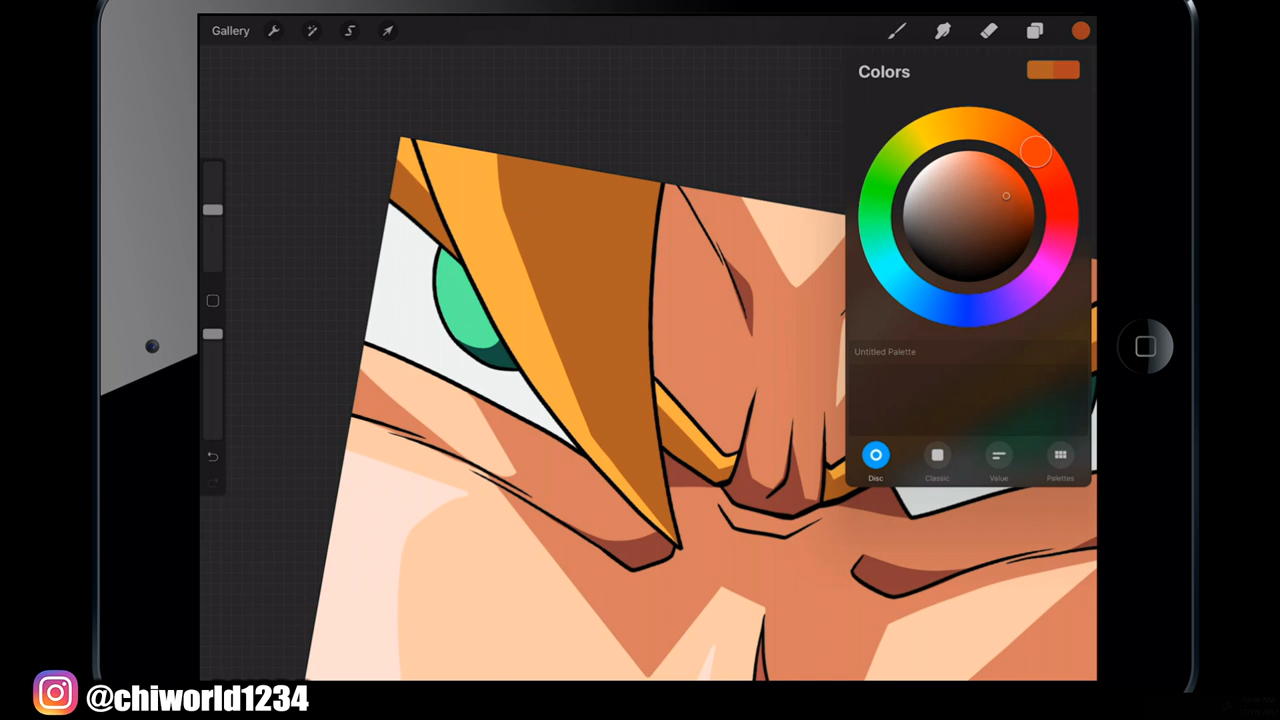 Gallery
Colors
Untitled Palette
Disc
Classic
Value
Palettes
@chiworld1234